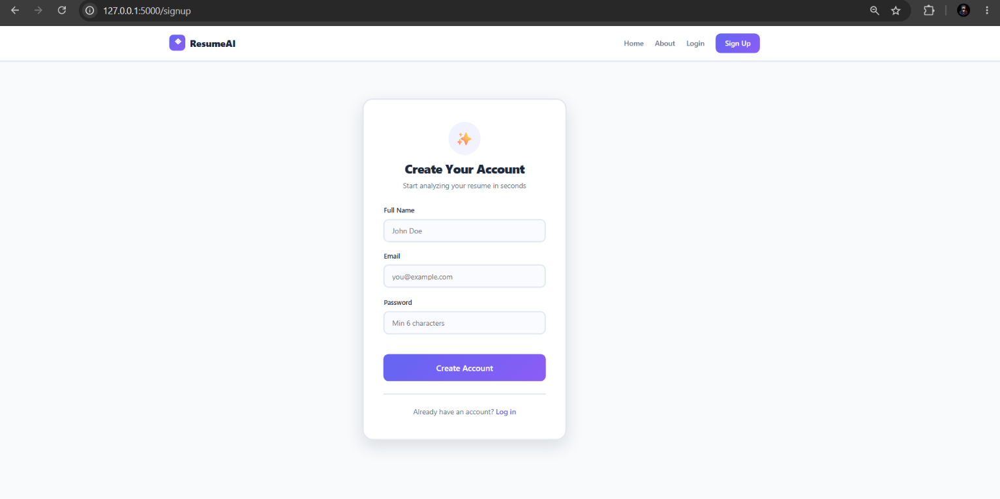 127.0.0.1:5000/signup
ResumeAI
Home About Login Sign Up
Create Your Account
Start analyzing your resume in seconds
Full Name
John Doe
Email
you@example.com
Password
Min 6 characters
Create Account
Already have an account? Log in